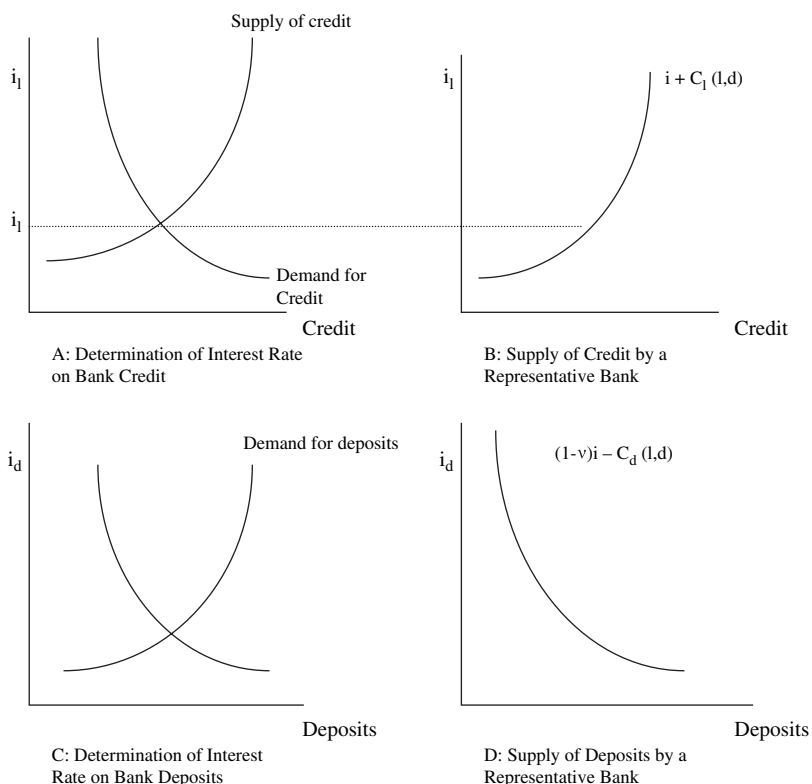 Supply of credit
i_l
i_l
Demand for
Credit
Credit
A: Determination of Interest Rate
on Bank Credit
i_l
i + C_l (l,d)
Credit
B: Supply of Credit by a
Representative Bank
i_d
Demand for deposits
Deposits
C: Determination of Interest
Rate on Bank Deposits
i_d
(1-ν)i – C_d (l,d)
Deposits
D: Supply of Deposits by a
Representative Bank